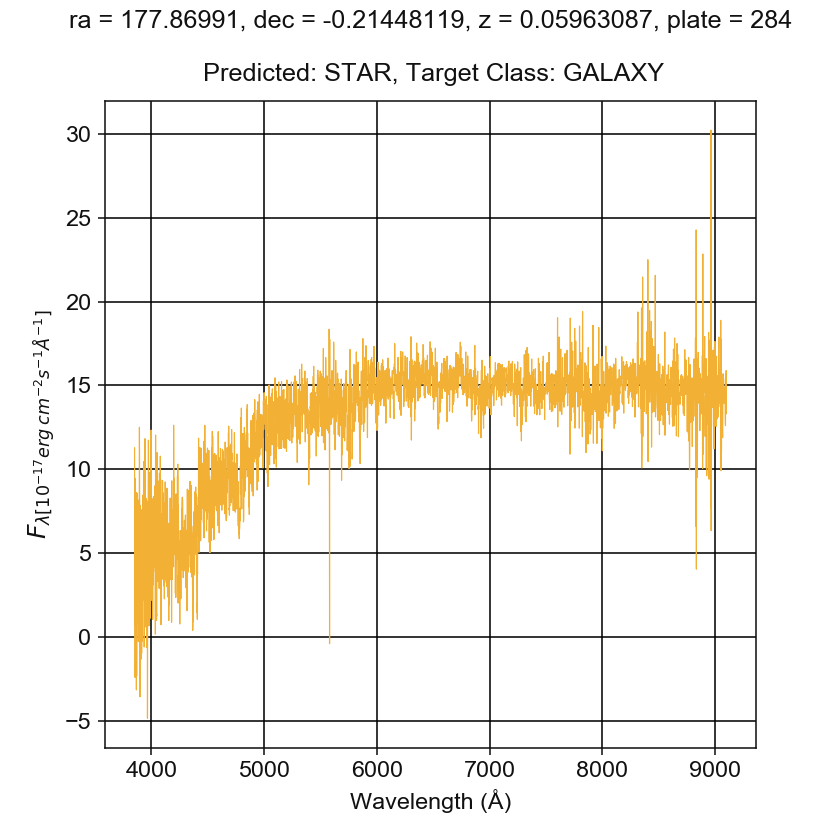 ra = 177.86991, dec = -0.21448119, z = 0.05963087, plate = 284
Predicted: STAR, Target Class: GALAXY
30
25
20
15
10
5
0
−5
F_λ[10^{−17} erg cm^{−2} s^{−1} Å^{−1}]
4000 5000 6000 7000 8000 9000
Wavelength (Å)